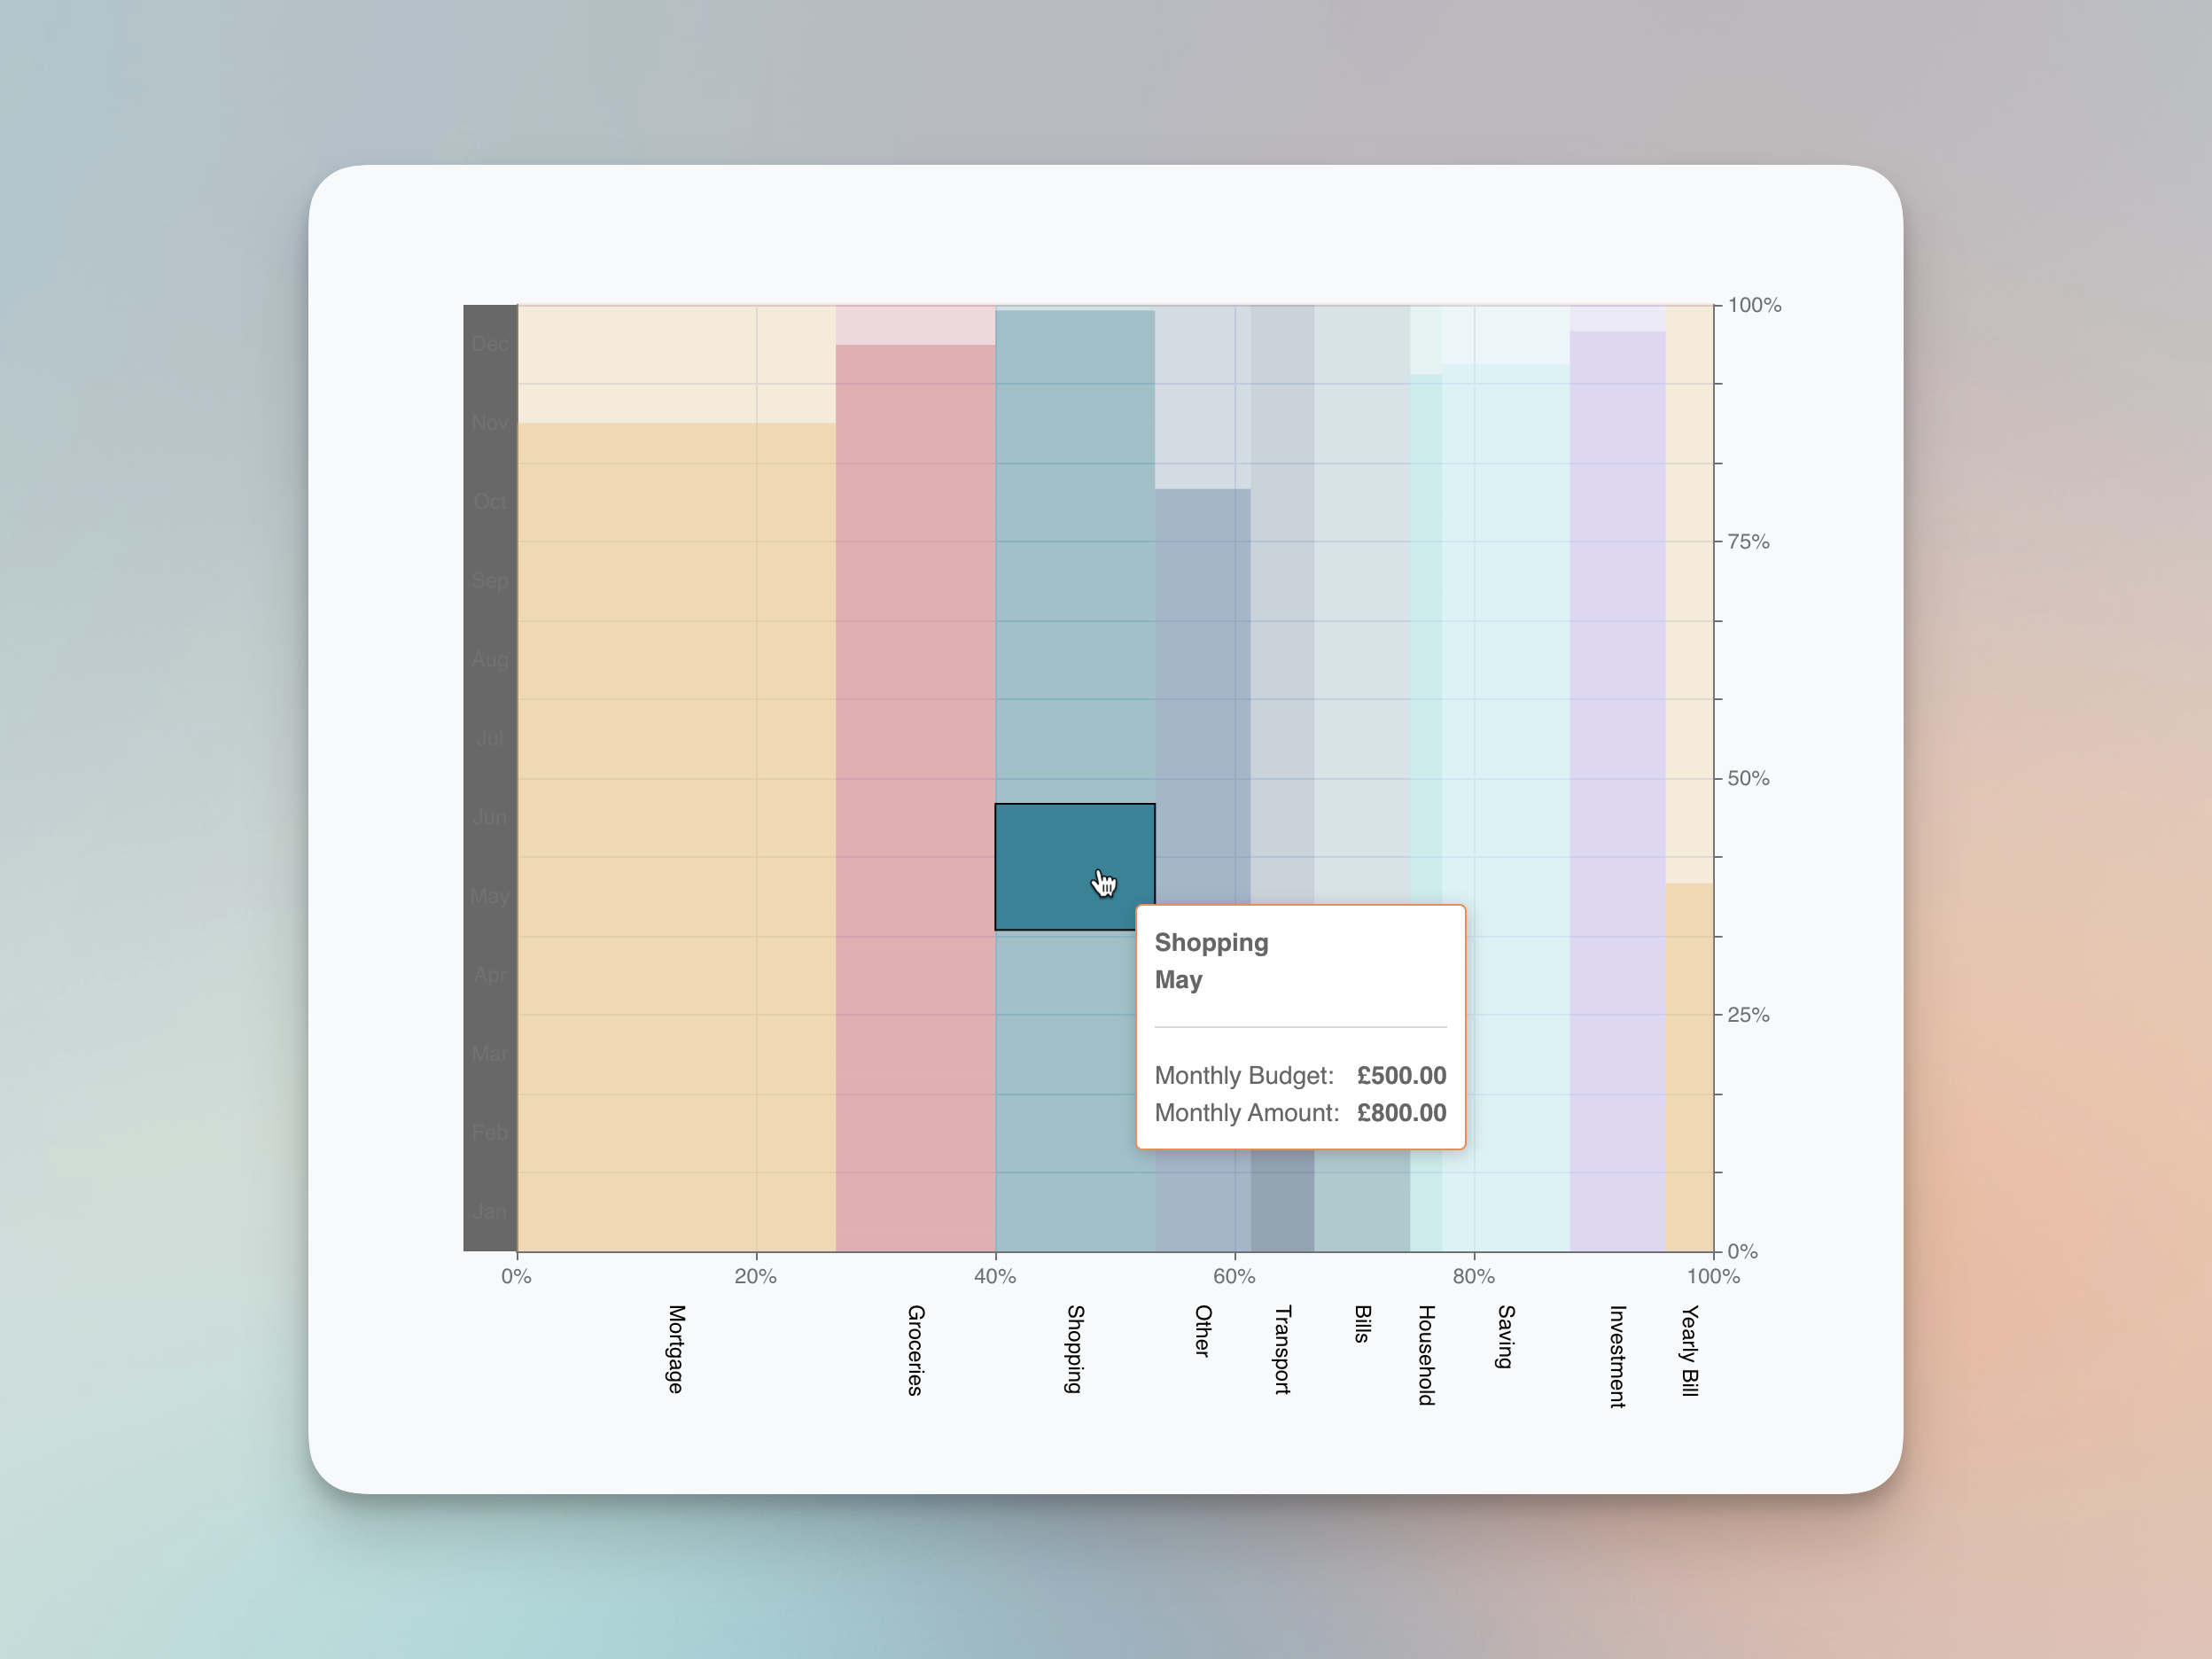 100%
Dec
Nov
Oct
75%
Sep
Aug
Jul
50%
Jun
May
Apr
25%
Mar
Feb
Jan
0%
Shopping
May
Monthly Budget: £500.00
Monthly Amount: £800.00
0% 20% 40% 60% 80% 100%
Mortgage
Groceries
Shopping
Other
Transport
Bills
Household
Saving
Investment
Yearly Bill